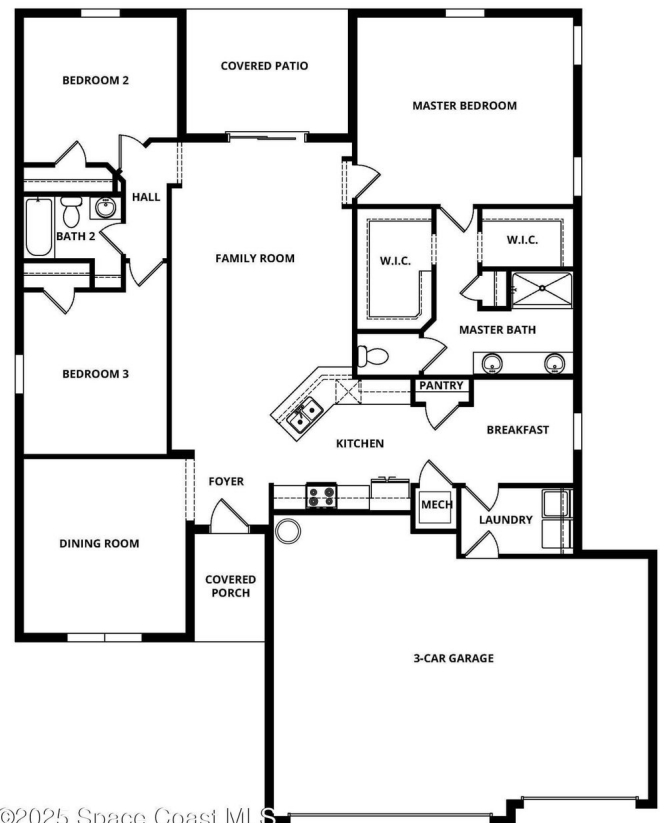 BEDROOM 2
COVERED PATIO
MASTER BEDROOM
HALL
BATH 2
FAMILY ROOM
W.I.C.
W.I.C.
MASTER BATH
BEDROOM 3
PANTRY
KITCHEN
BREAKFAST
FOYER
MECH
LAUNDRY
DINING ROOM
COVERED
PORCH
3-CAR GARAGE
©2025 Space Coast MLS